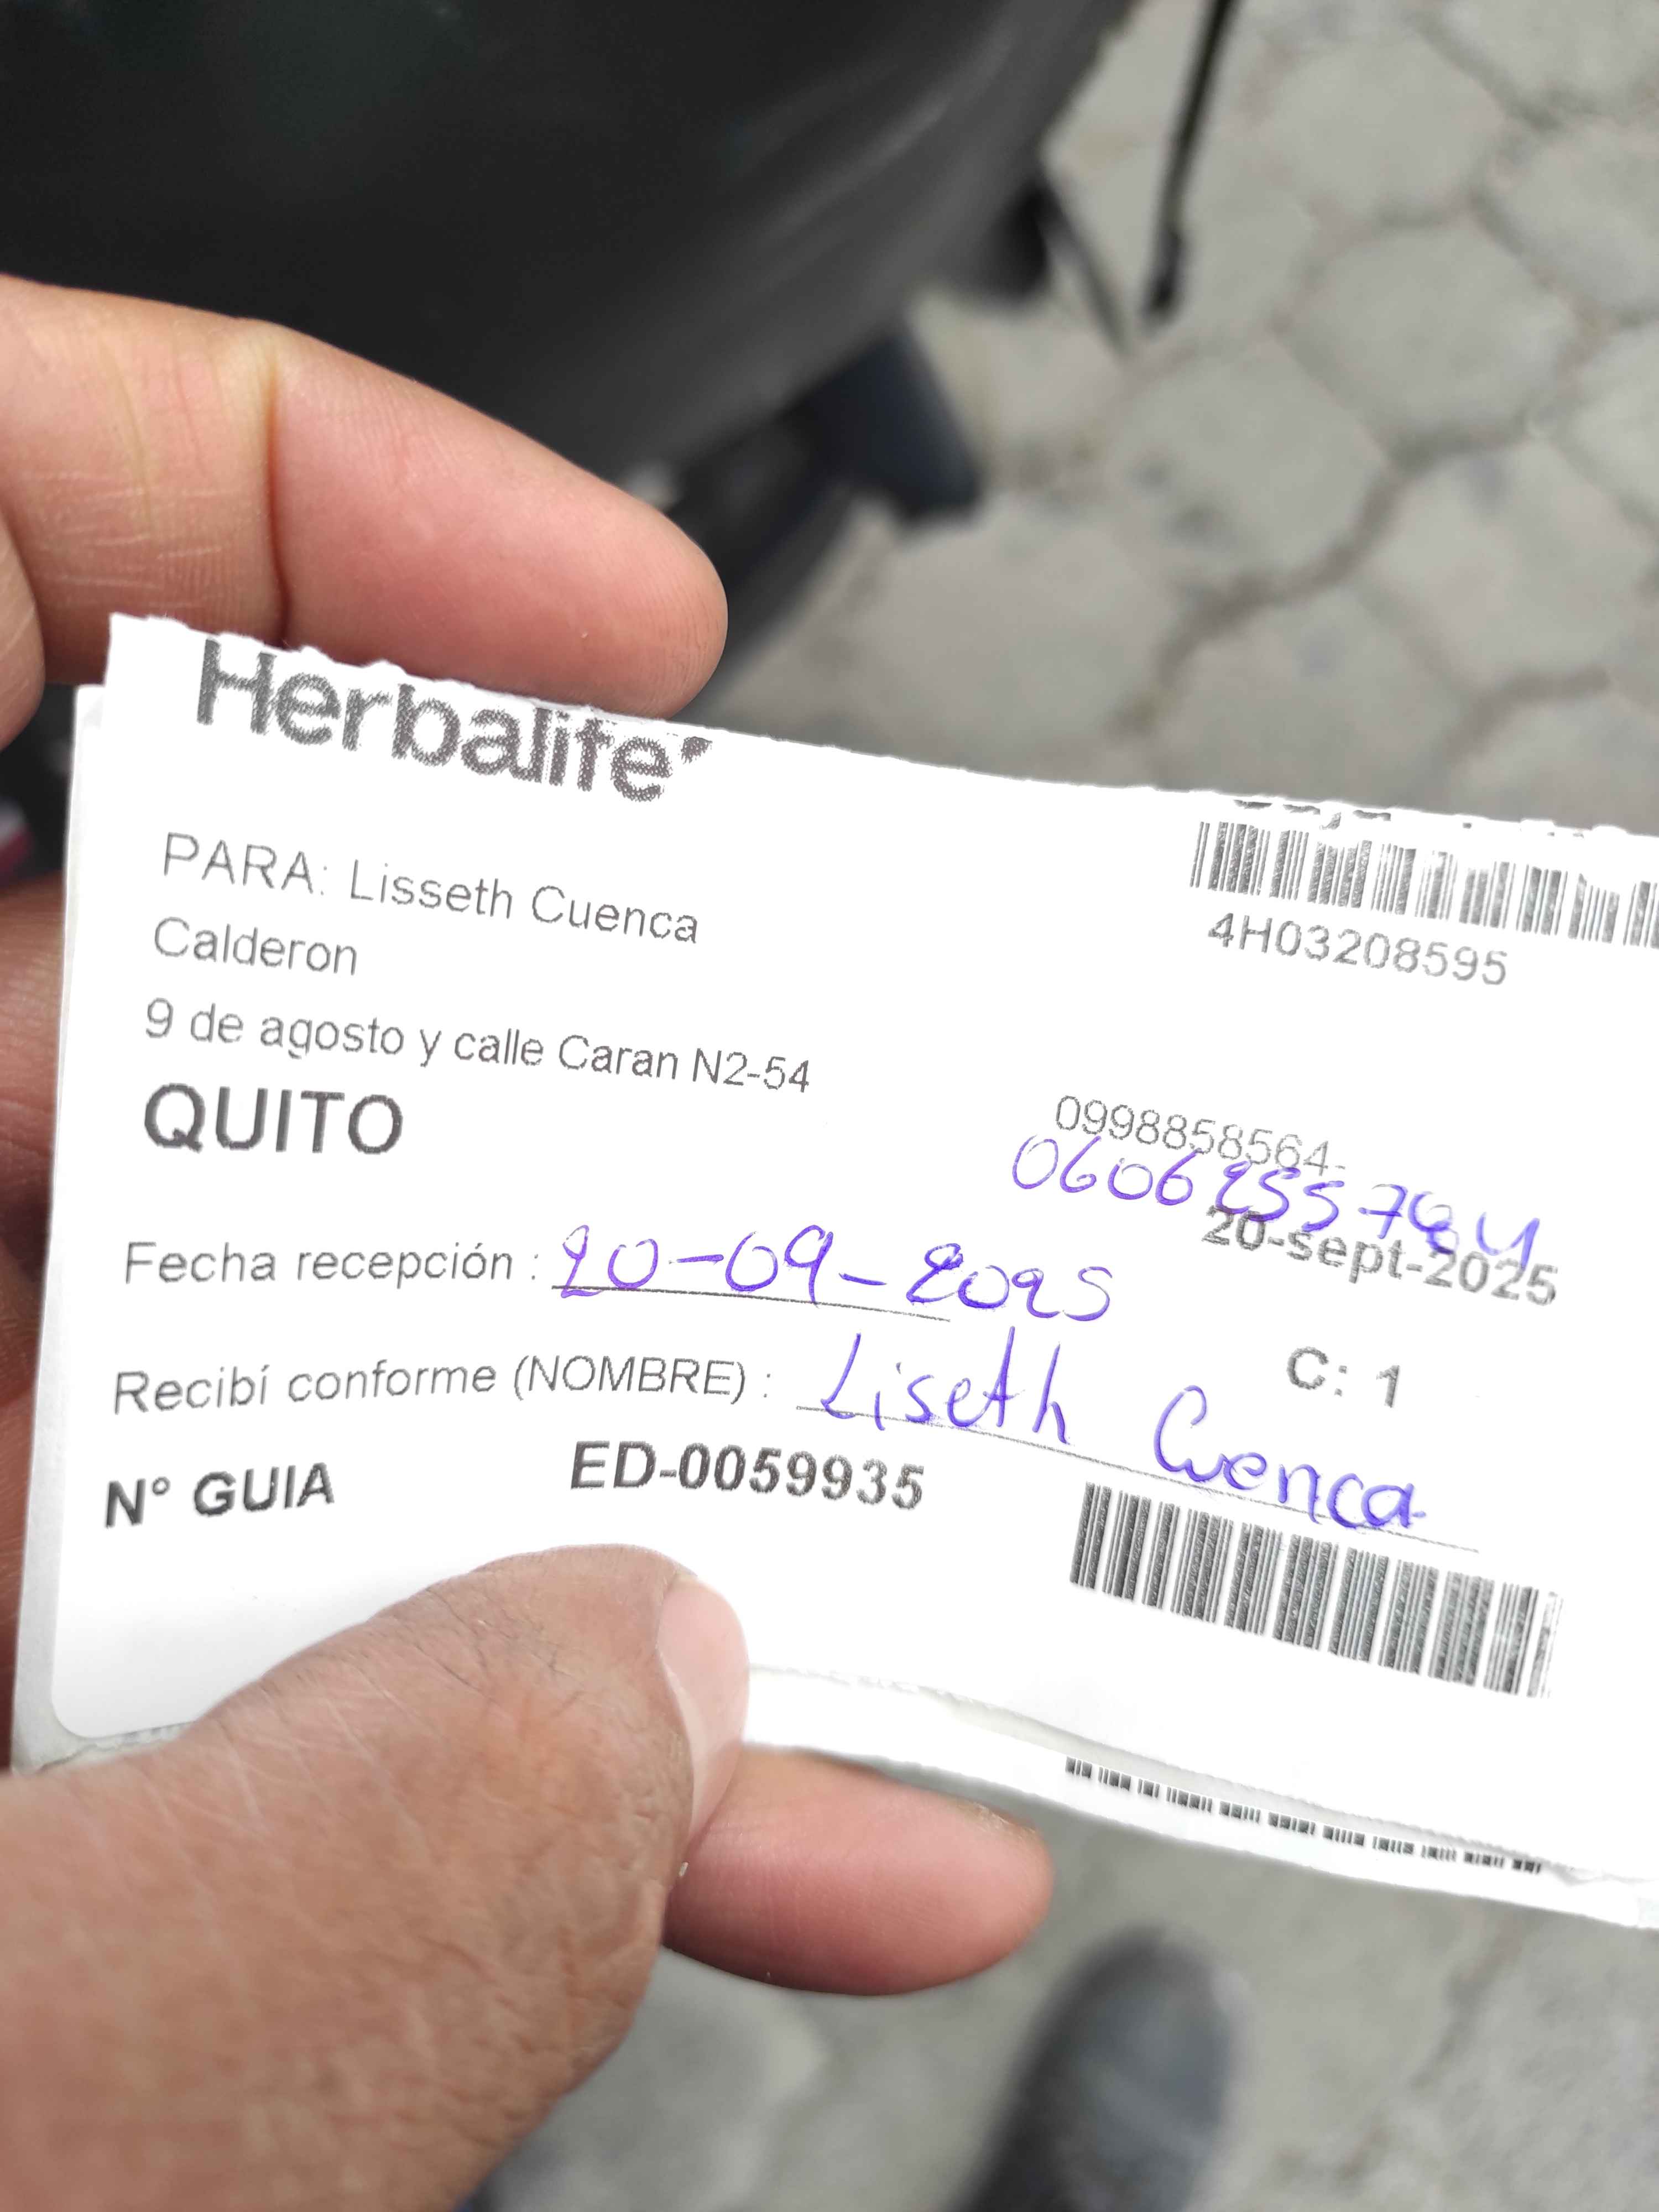 Herbalife
PARA: Lisseth Cuenca
Calderon
4H03208595
9 de agosto y calle Caran N2-54
QUITO
0998858564-
20-sept-2025
Fecha recepción : 20-09-2025
C: 1
Recibí conforme (NOMBRE) : Liseth Cuenca
N° GUIA ED-0059935